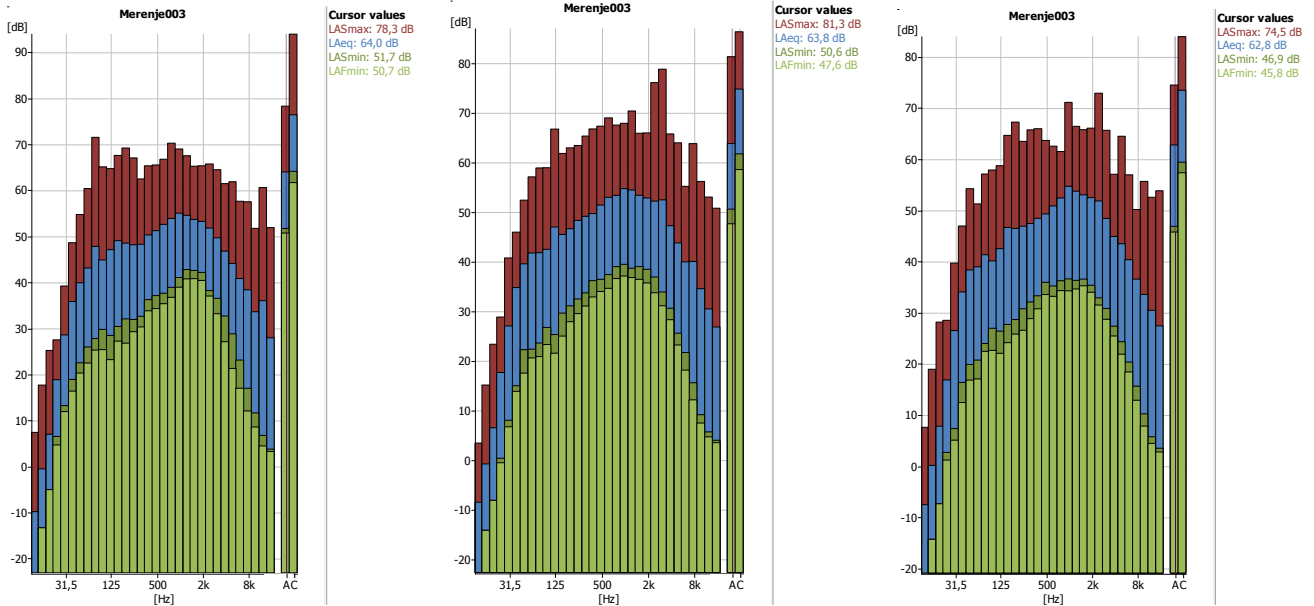 Merenje003
[dB]
90
80
70
60
50
40
30
20
10
0
-10
-20
31,5 125 500 2k 8k A C
[Hz]
Cursor values
LASmax: 78,3 dB
LAeq: 64,0 dB
LASmin: 51,7 dB
LAFmin: 50,7 dB
Merenje003
[dB]
80
70
60
50
40
30
20
10
0
-10
-20
31,5 125 500 2k 8k A C
[Hz]
Cursor values
LASmax: 81,3 dB
LAeq: 63,8 dB
LASmin: 50,6 dB
LAFmin: 47,6 dB
Merenje003
[dB]
80
70
60
50
40
30
20
10
0
-10
-20
31,5 125 500 2k 8k A C
[Hz]
Cursor values
LASmax: 74,5 dB
LAeq: 62,8 dB
LASmin: 46,9 dB
LAFmin: 45,8 dB